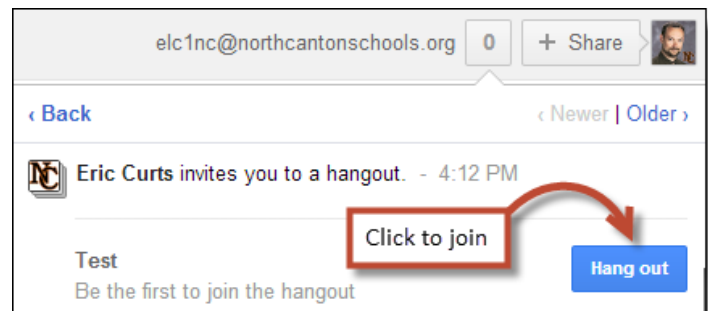 elc1nc@northcantonschools.org 0 + Share
‹ Back ‹ Newer | Older ›
NC Eric Curts invites you to a hangout. - 4:12 PM
Click to join
Test Hang out
Be the first to join the hangout